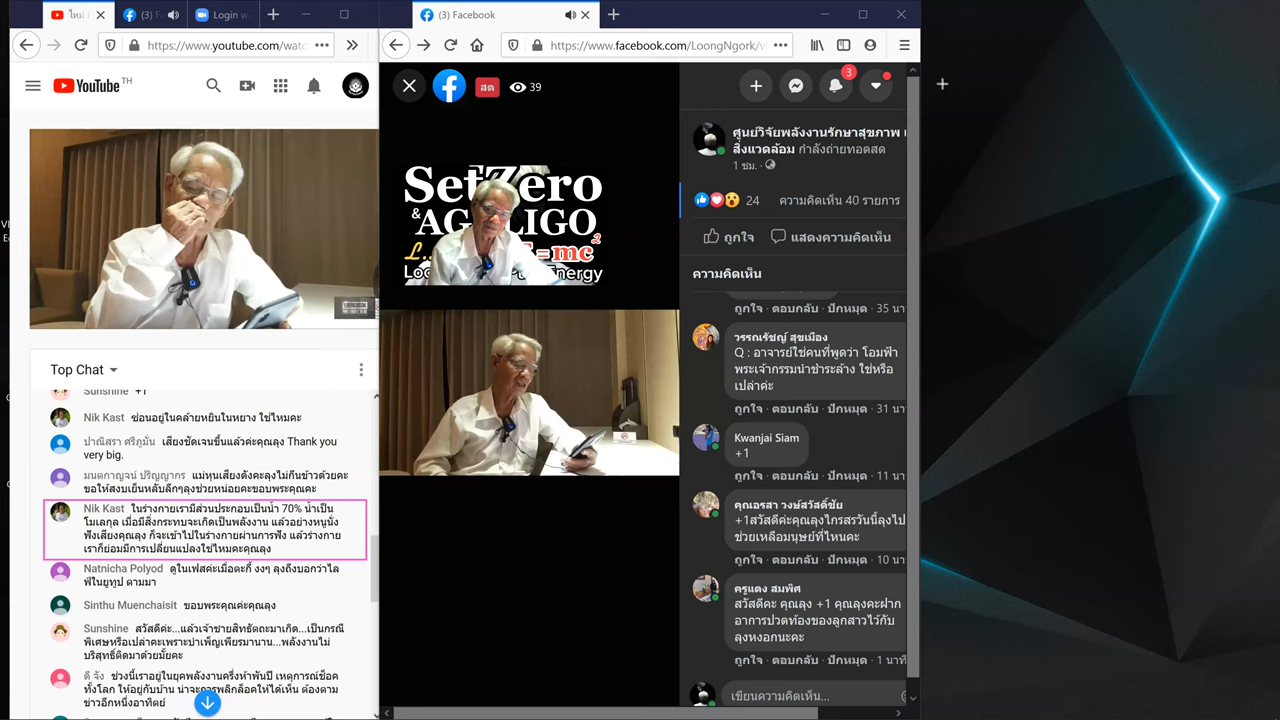 ใหม่
(3) F
Login w
https://www.youtube.com/watc
YouTube
TH
Top Chat
Sunshine +1
Nik Kast ซ่อนอยู่ในคล้ายหยินในหยาง ใช่ไหมคะ
ปาณิสรา ศรีภุมั่น เสียงชัดเจนขึ้นแล้วค่ะคุณลุง Thank you
very big.
มนตกาญจน์ ปริญญากร แม่หุนเสียงดังคะลุงไม่กินข้าวด้วยคะ
ขอให้สงบเย็นหลับลึกๆลุงช่วยหน่อยคะขอบพระคุณคะ
Nik Kast ในร่างกายเรามีส่วนประกอบเป็นน้ำ 70% น้ำเป็น
โมเลกุล เมื่อมีสิ่งกระทบจะเกิดเป็นพลังงาน แล้วอย่างหนูนั่ง
ฟังเสียงคุณลุง ก็จะเข้าไปในร่างกายผ่านการฟัง แล้วร่างกาย
เราก็ย่อมมีการเปลี่ยนแปลงใช่ไหมคะคุณลุง
Natnicha Polyod ดูในเฟสค่ะเมื่อตะกี้ งงๆ ลุงถึงบอกว่าไล
ฟ์ในยูทูป ตามมา
Sinthu Muenchaisit ขอบพระคุณค่ะคุณลุง
Sunshine สวัสดีค่ะ...แล้วเจ้าชายสิทธัตถะมาเกิด...เป็นกรณี
พิเศษหรือเปล่าคะเพราะบำเพ็ญเพียรมานาน...พลังงานไม่
บริสุทธิ์ติดมาด้วยมั้ยคะ
ดี จัง ช่วงนี้เราอยู่ในยุคพลังงานครึ่งห้าพันปี เหตุการณ์ช็อค
ทั้งโลก ให้อยู่กับบ้าน น่าจะการพลิกล็อคให้ได้เห็น ต้องตาม
ข่าวอีกหนึ่งอาทิตย์
(3) Facebook
https://www.facebook.com/LoongNgork/v
สด
39
SetZero
& AG LIGO
L.. E=mc²
Loo Pu Energy
3
ศูนย์วิจัยพลังงานรักษาสุขภาพ เ
สิ่งแวดล้อม กำลังถ่ายทอดสด
1 ชม.
24 ความคิดเห็น 40 รายการ
ถูกใจ แสดงความคิดเห็น
ความคิดเห็น
ถูกใจ · ตอบกลับ · ปักหมุด · 35 นา
วรรณรัชญ์ สุขเมือง
Q : อาจารย์ใช่คนที่พูดว่า โอมฟ้า
พระเจ้ากรรมนำชำระล้าง ใช่หรือ
เปล่าค่ะ
ถูกใจ · ตอบกลับ · ปักหมุด · 31 นา
Kwanjai Siam
+1
ถูกใจ · ตอบกลับ · ปักหมุด · 11 นา
คุณอรสา วงษ์สวัสดิ์ชัย
+1สวัสดีค่ะคุณลุงไกรสรวันนี้ลุงไป
ช่วยเหลือมนุษย์ที่ไหนคะ
ถูกใจ · ตอบกลับ · ปักหมุด · 10 นา
ครูแดง สมพิศ
สวัสดีคะ คุณลุง +1 คุณลุงคะฝาก
อาการปวดท้องของลูกสาวไว้กับ
ลุงหงอกนะคะ
ถูกใจ · ตอบกลับ · ปักหมุด · 1 นาที
เขียนความคิดเห็น...